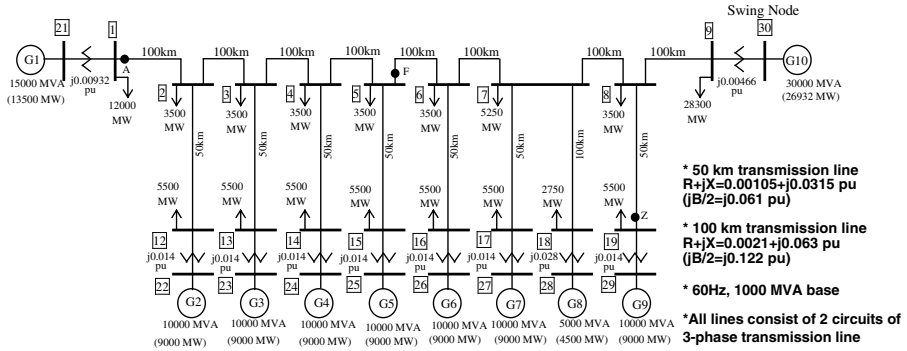 Swing Node
21
1
9
30
G1
G10
100km
100km
100km
100km
100km
100km
100km
100km
A
F
j0.00932
pu
j0.00466
pu
15000 MVA
(13500 MW)
12000
MW
28300
MW
30000 MVA
(26932 MW)
2
3
4
5
6
7
8
3500
MW
3500
MW
3500
MW
3500
MW
3500
MW
5250
MW
3500
MW
50km
50km
50km
50km
50km
50km
100km
50km
5500
MW
5500
MW
5500
MW
5500
MW
5500
MW
5500
MW
2750
MW
5500
MW
Z
12
13
14
15
16
17
18
19
j0.014
pu
j0.014
pu
j0.014
pu
j0.014
pu
j0.014
pu
j0.014
pu
j0.028
pu
j0.014
pu
22
23
24
25
26
27
28
29
G2
G3
G4
G5
G6
G7
G8
G9
10000 MVA
(9000 MW)
10000 MVA
(9000 MW)
10000 MVA
(9000 MW)
10000 MVA
(9000 MW)
10000 MVA
(9000 MW)
10000 MVA
(9000 MW)
5000 MVA
(4500 MW)
10000 MVA
(9000 MW)
* 50 km transmission line
R+jX=0.00105+j0.0315 pu
(jB/2=j0.061 pu)
* 100 km transmission line
R+jX=0.0021+j0.063 pu
(jB/2=j0.122 pu)
* 60Hz, 1000 MVA base
*All lines consist of 2 circuits of
3-phase transmission line